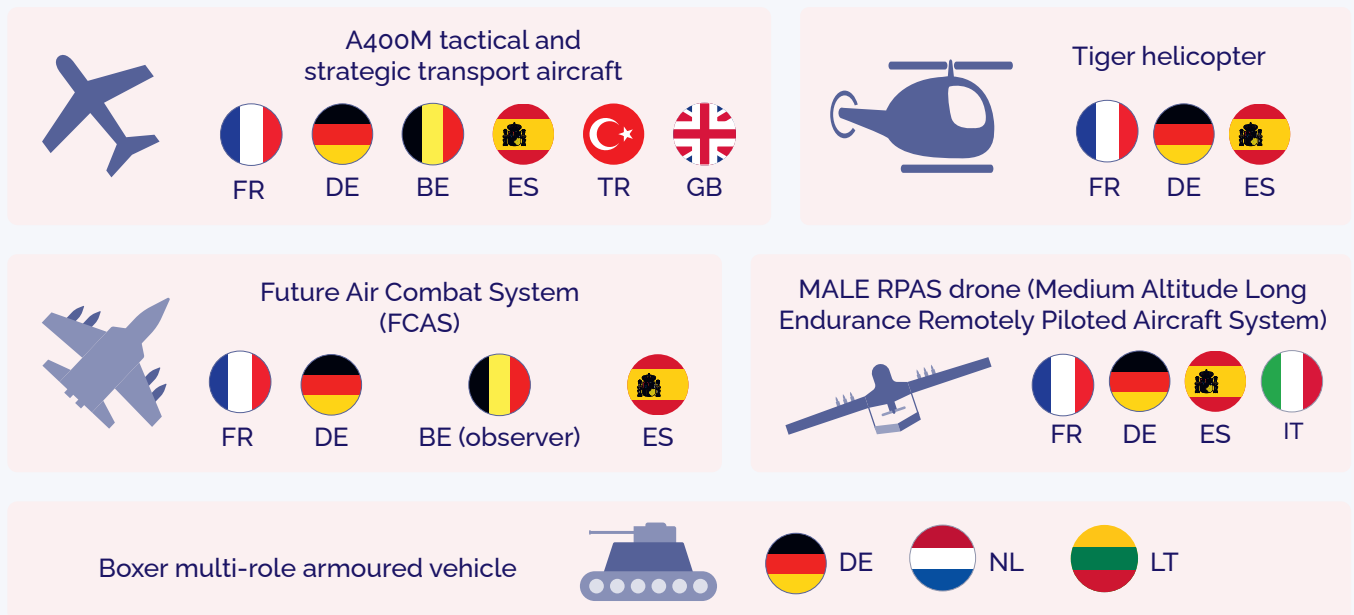 A400M tactical and
strategic transport aircraft
FR DE BE ES TR GB
Tiger helicopter
FR DE ES
Future Air Combat System
(FCAS)
FR DE BE (observer) ES
MALE RPAS drone (Medium Altitude Long
Endurance Remotely Piloted Aircraft System)
FR DE ES IT
Boxer multi-role armoured vehicle DE NL LT